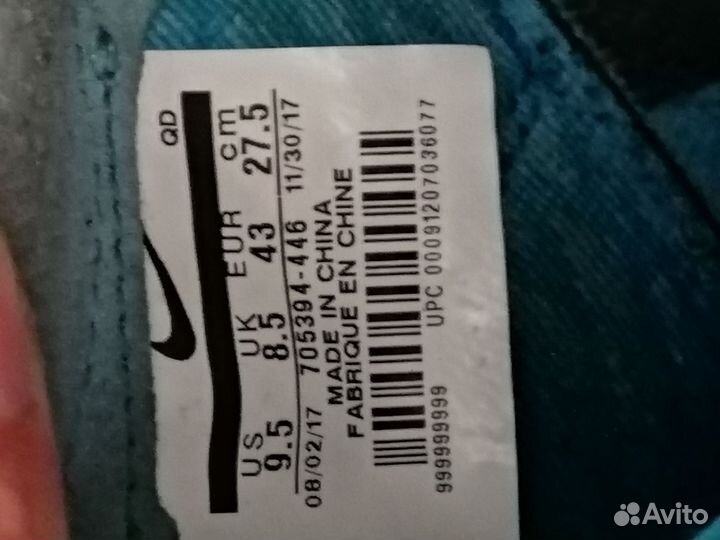 QD
US UK EUR cm
9.5 8.5 43 27.5
08/02/17 705394-446 11/30/17
MADE IN CHINA
FABRIQUE EN CHINE
UPC 00091207036077
9999999999
Avito